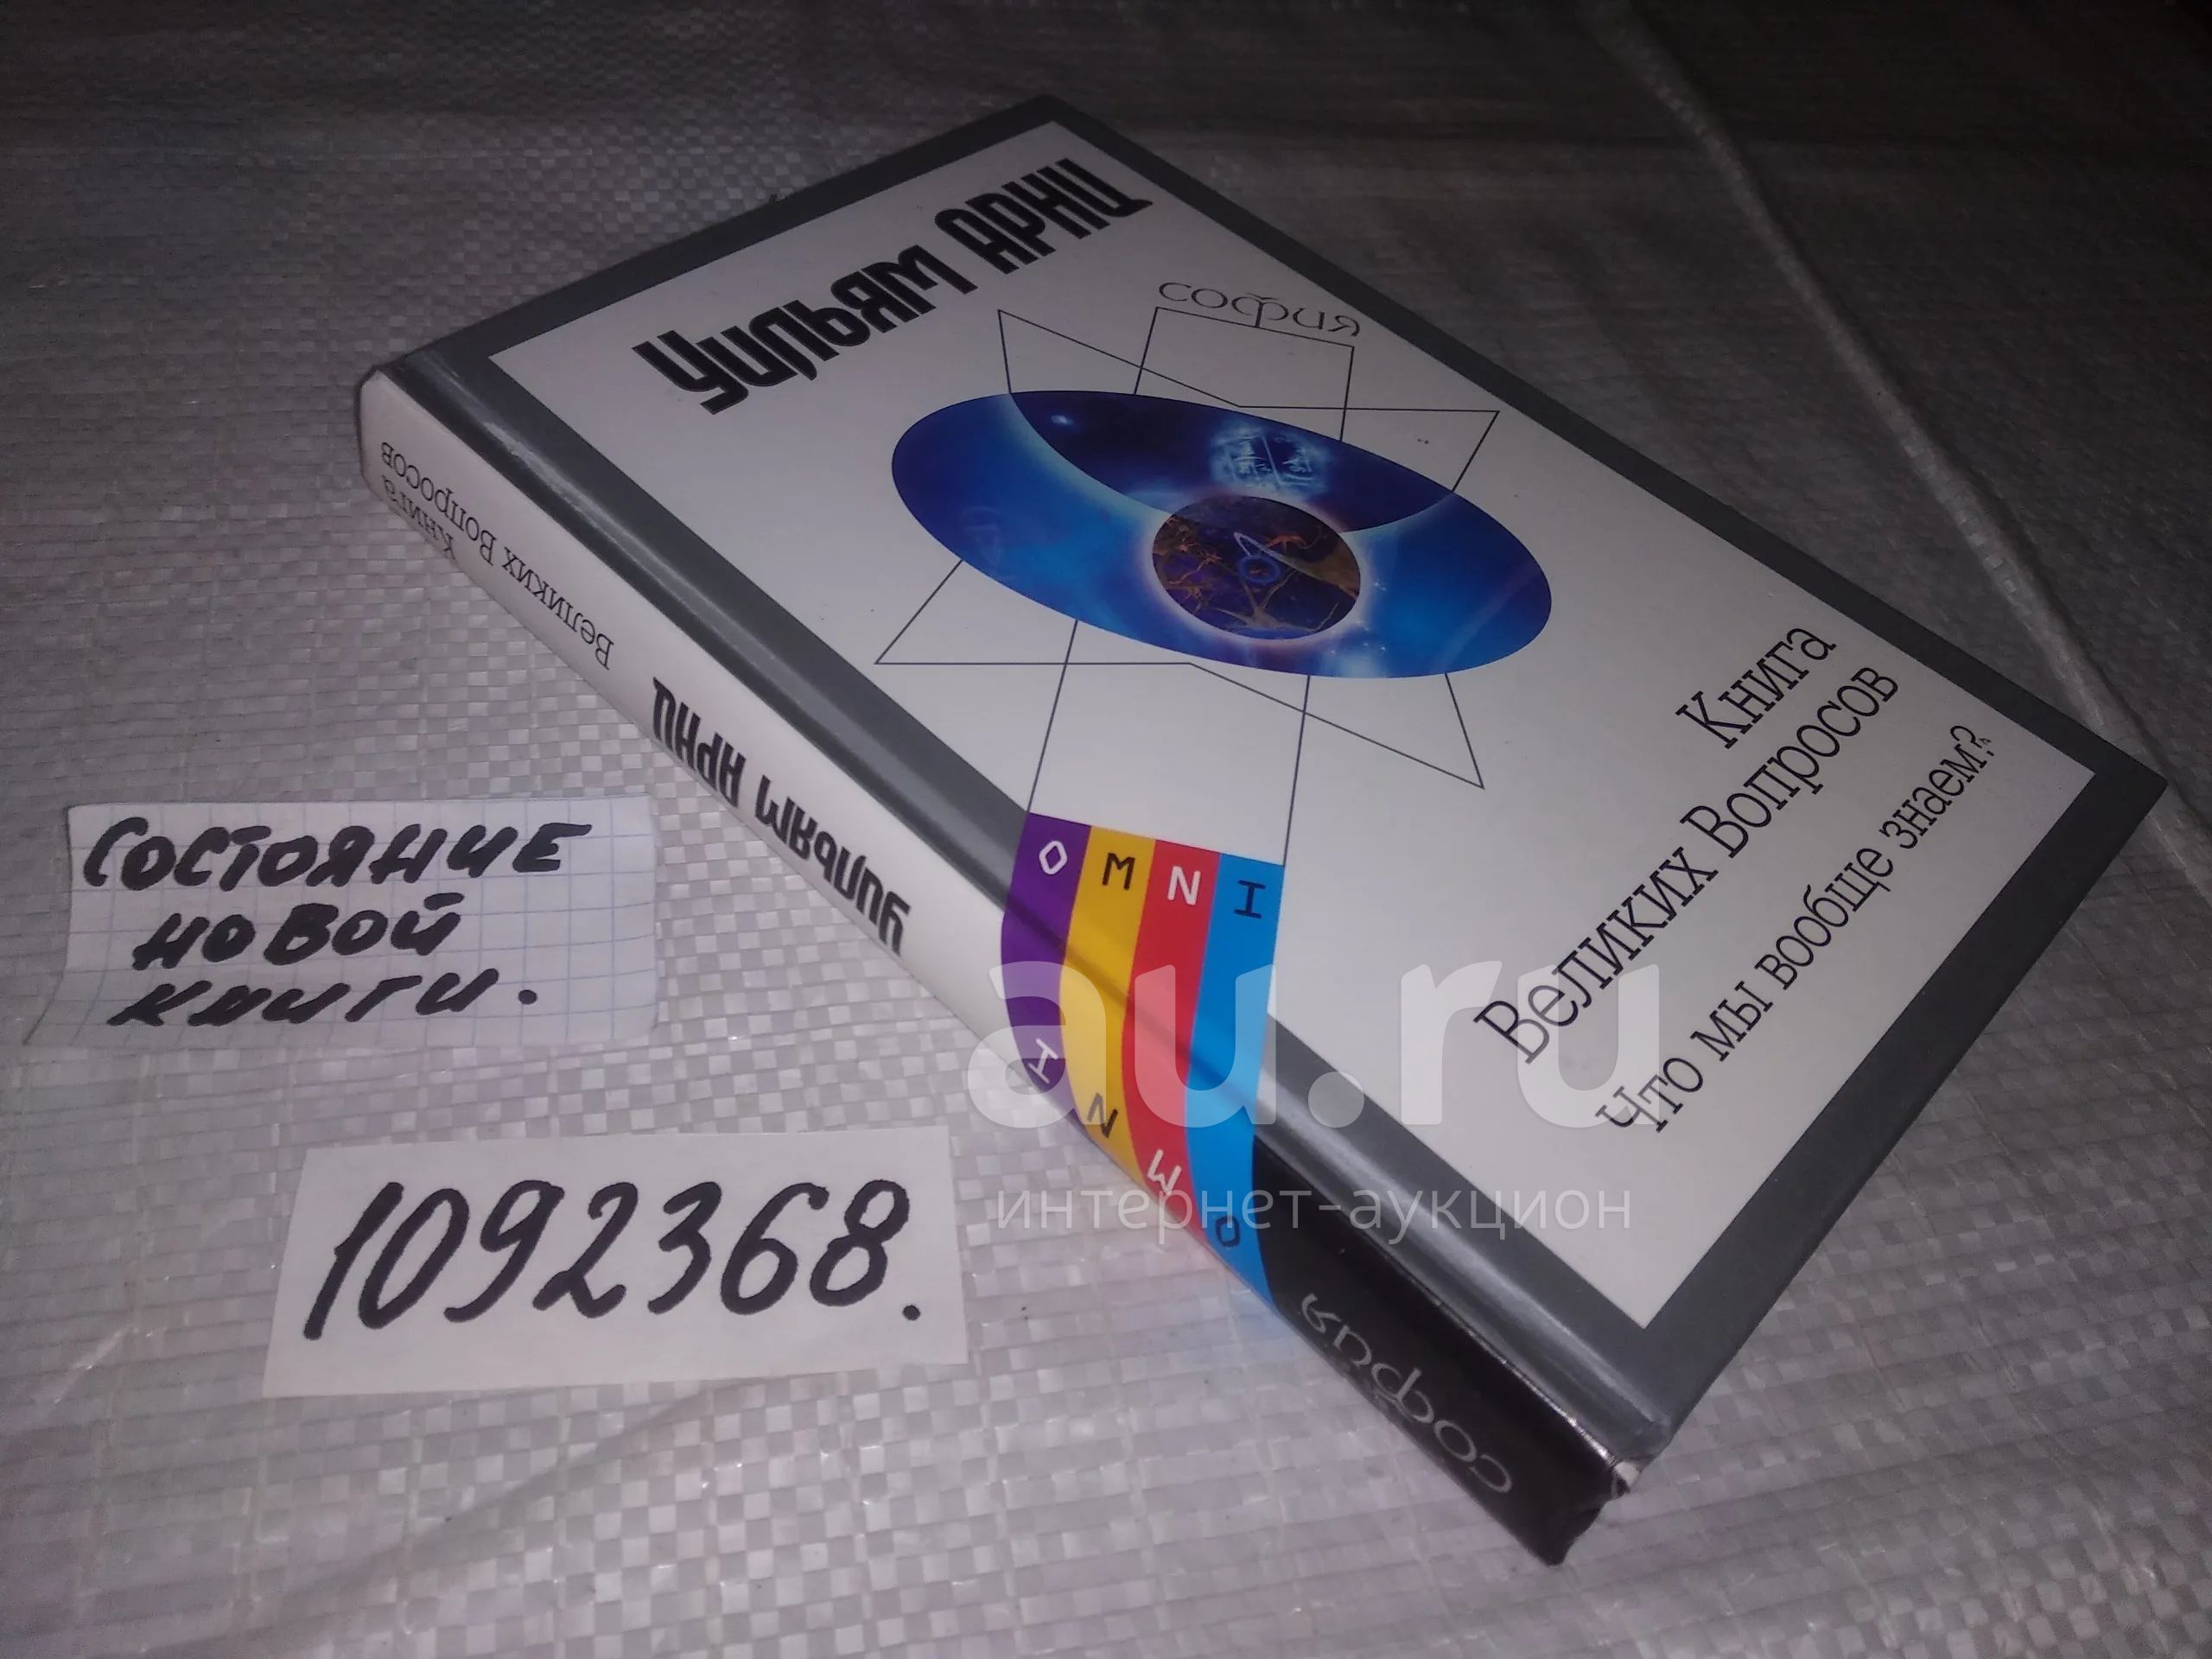 Уильям АРНЦ
софия
Книга
Великих Вопросов
Что мы вообще знаем?
OMNI
Книга
Великих Вопросов
Уильям АРНЦ
OMNI
софия
Состояние
новой
книги.
1092368.
au.ru
интернет-аукцион